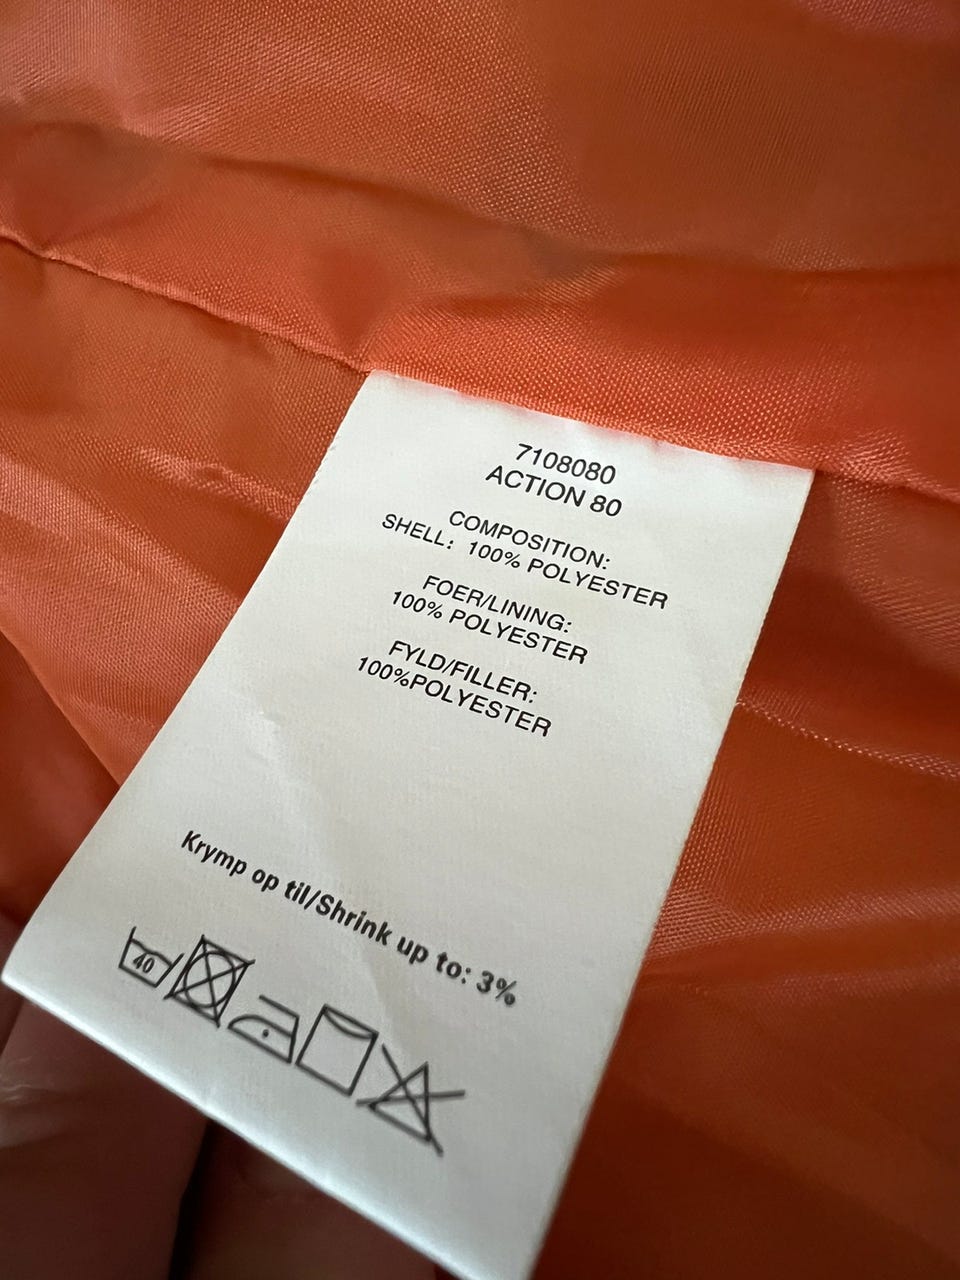 7108080
ACTION 80
COMPOSITION:
SHELL: 100% POLYESTER
FOER/LINING:
100% POLYESTER
FYLD/FILLER:
100%POLYESTER
Krymp op til/Shrink up to: 3%
40